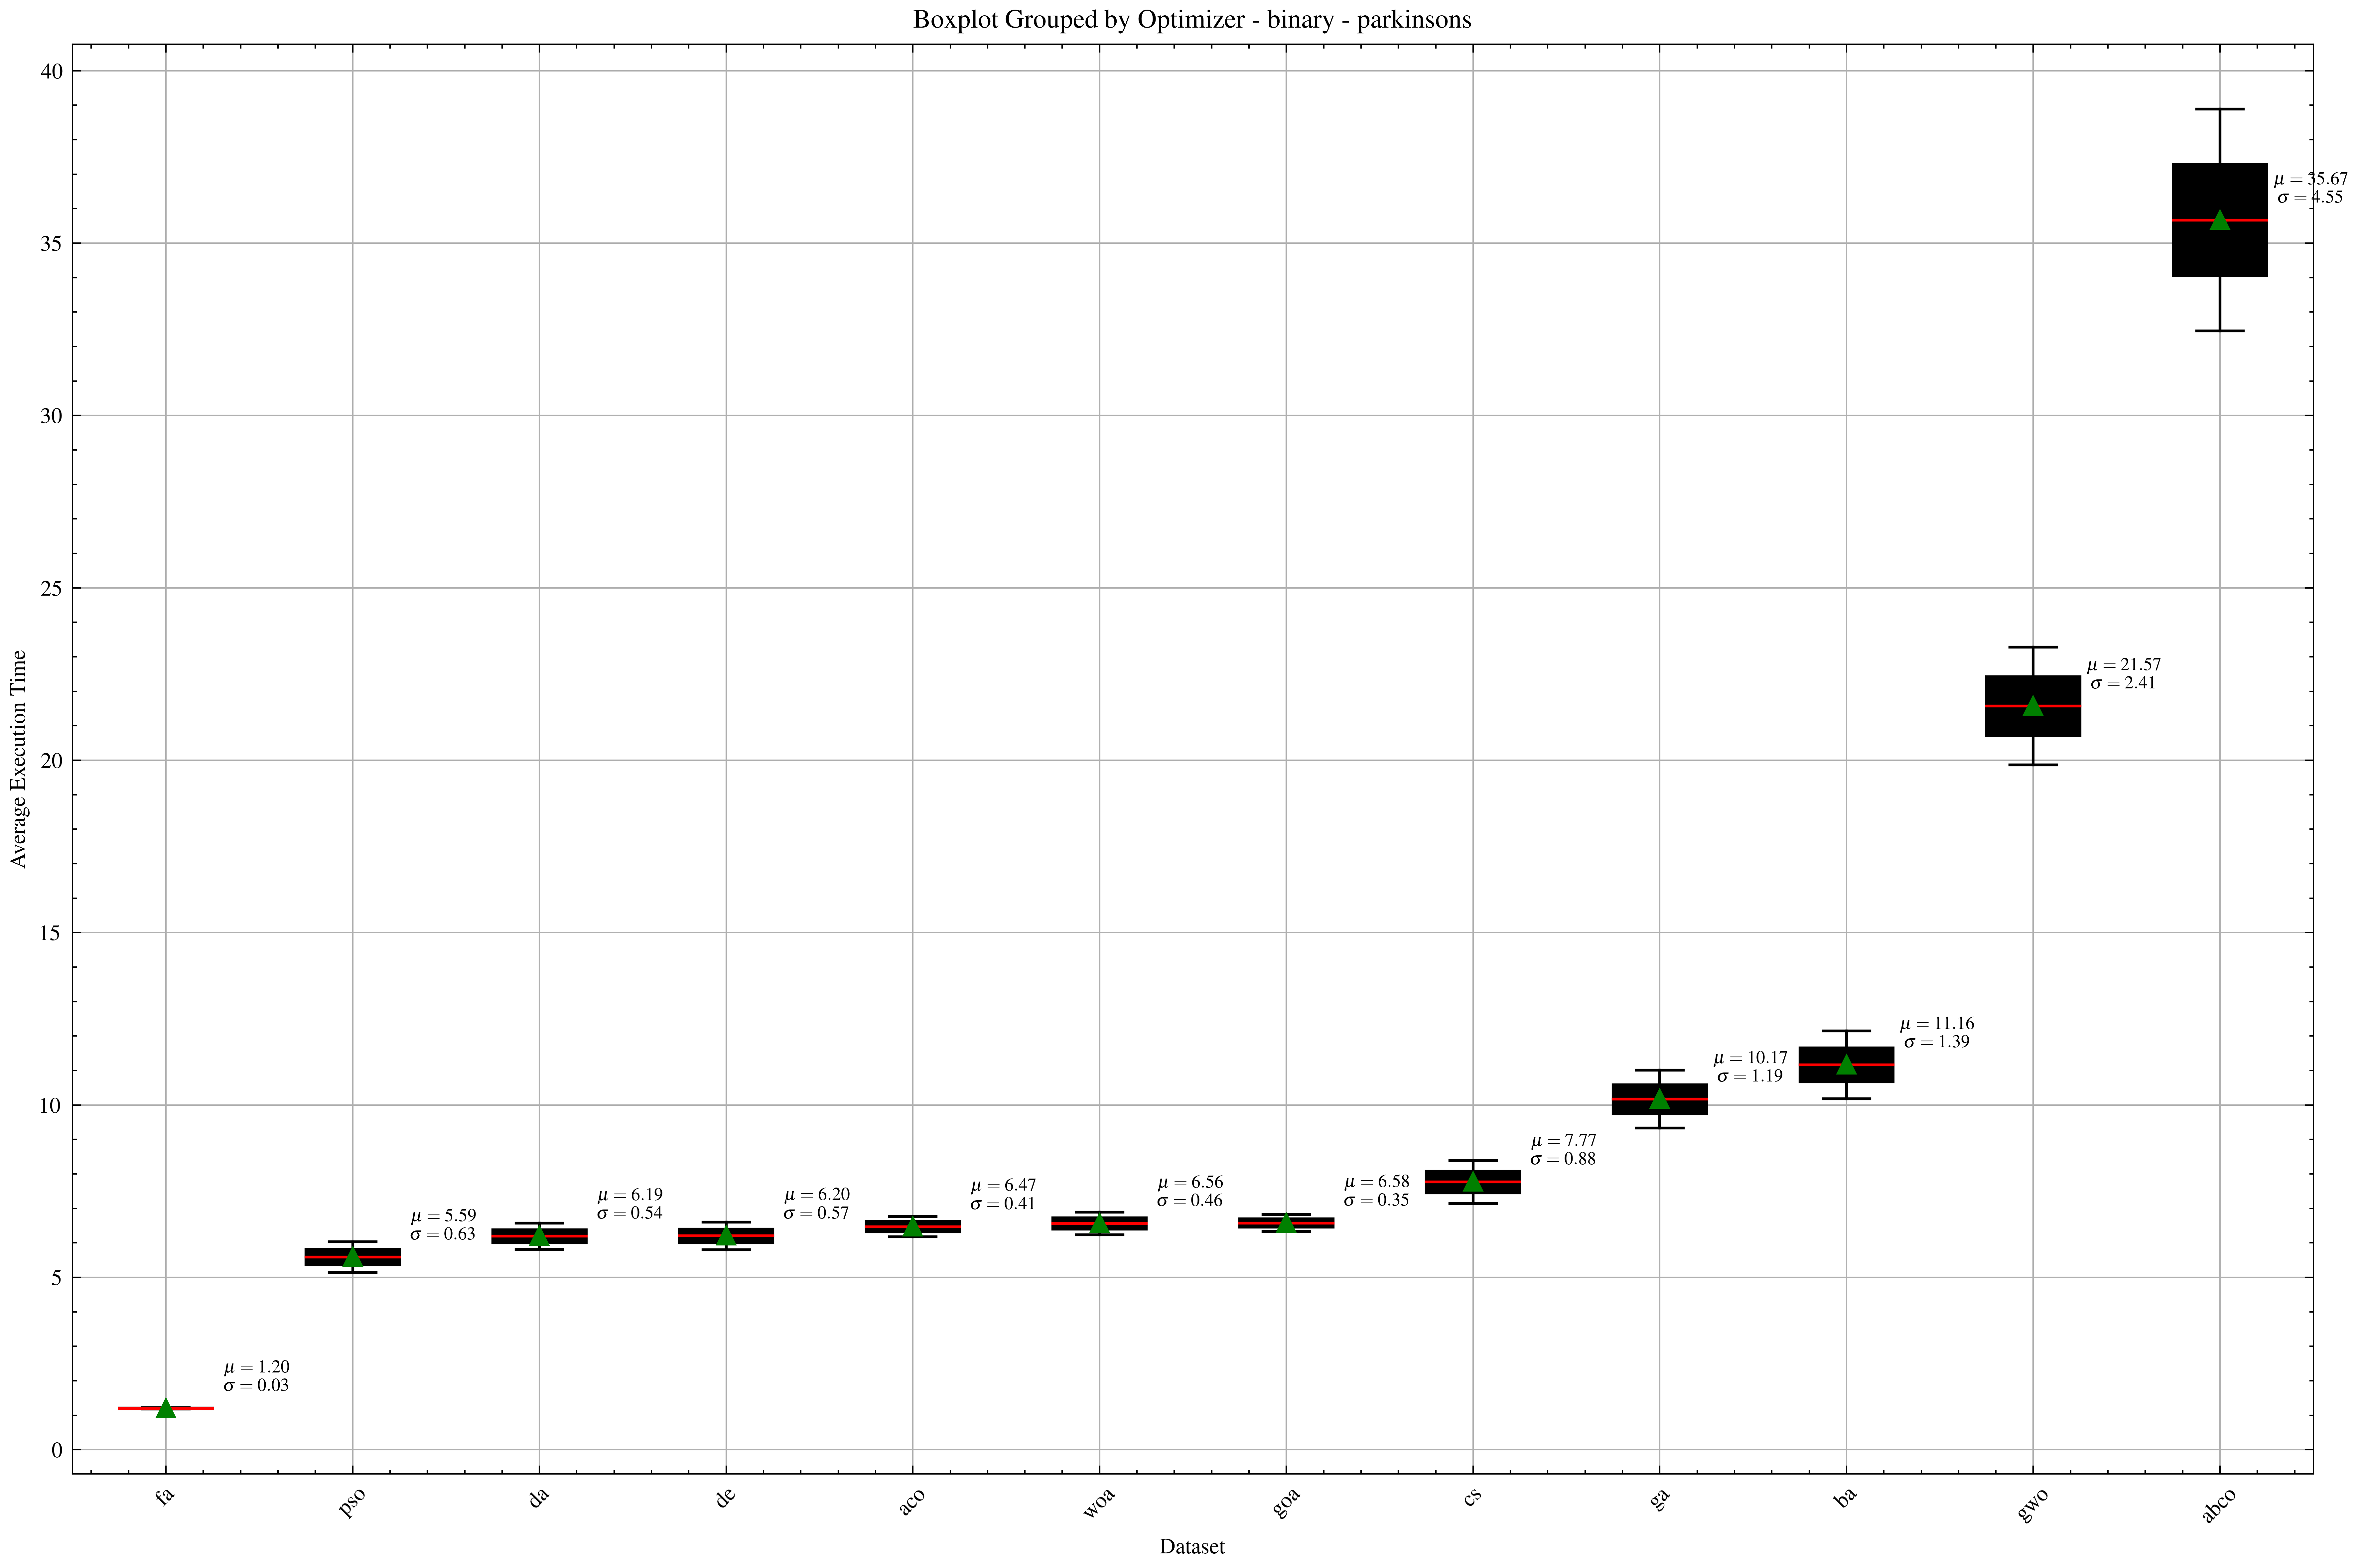 Boxplot Grouped by Optimizer - binary - parkinsons
Average Execution Time
40
35
30
25
20
15
10
5
0
μ = 1.20
σ = 0.03
μ = 5.59
σ = 0.63
μ = 6.19
σ = 0.54
μ = 6.20
σ = 0.57
μ = 6.47
σ = 0.41
μ = 6.56
σ = 0.46
μ = 6.58
σ = 0.35
μ = 7.77
σ = 0.88
μ = 10.17
σ = 1.19
μ = 11.16
σ = 1.39
μ = 21.57
σ = 2.41
μ = 35.67
σ = 4.55
fa
pso
da
de
aco
woa
goa
cs
ga
ba
gwo
abco
Dataset